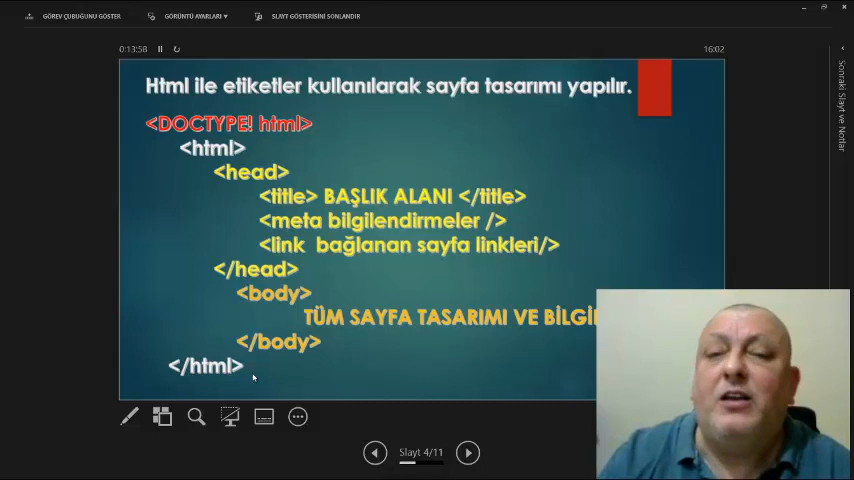 GÖREV ÇUBUĞUNU GÖSTER
GÖRÜNTÜ AYARLARI ▼
SLAYT GÖSTERİSİNİ SONLANDIR
0:13:58
16:02
Html ile etiketler kullanılarak sayfa tasarımı yapılır.
<DOCTYPE! html>
<html>
<head>
<title> BAŞLIK ALANI </title>
<meta bilgilendirmeler />
<link bağlanan sayfa linkleri/>
</head>
<body>
TÜM SAYFA TASARIMI VE
</body>
</html>
Slayt 4/11
Sonraki Slayt ve Notlar